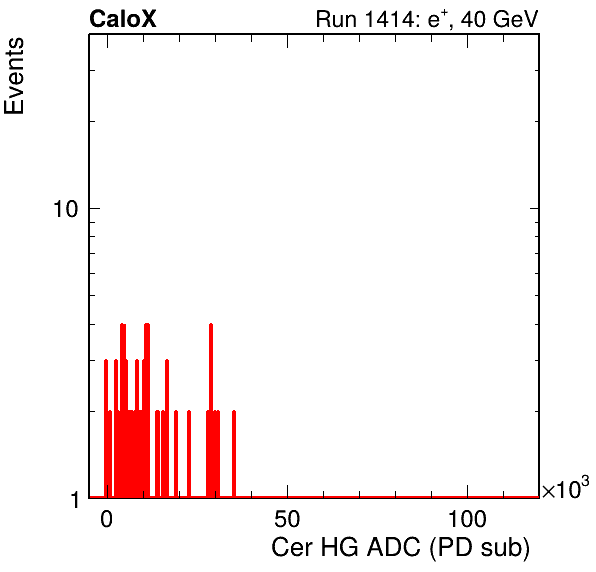 CaloX Run 1414: e+, 40 GeV
Events
10
1
0 50 100 ×10³
Cer HG ADC (PD sub)